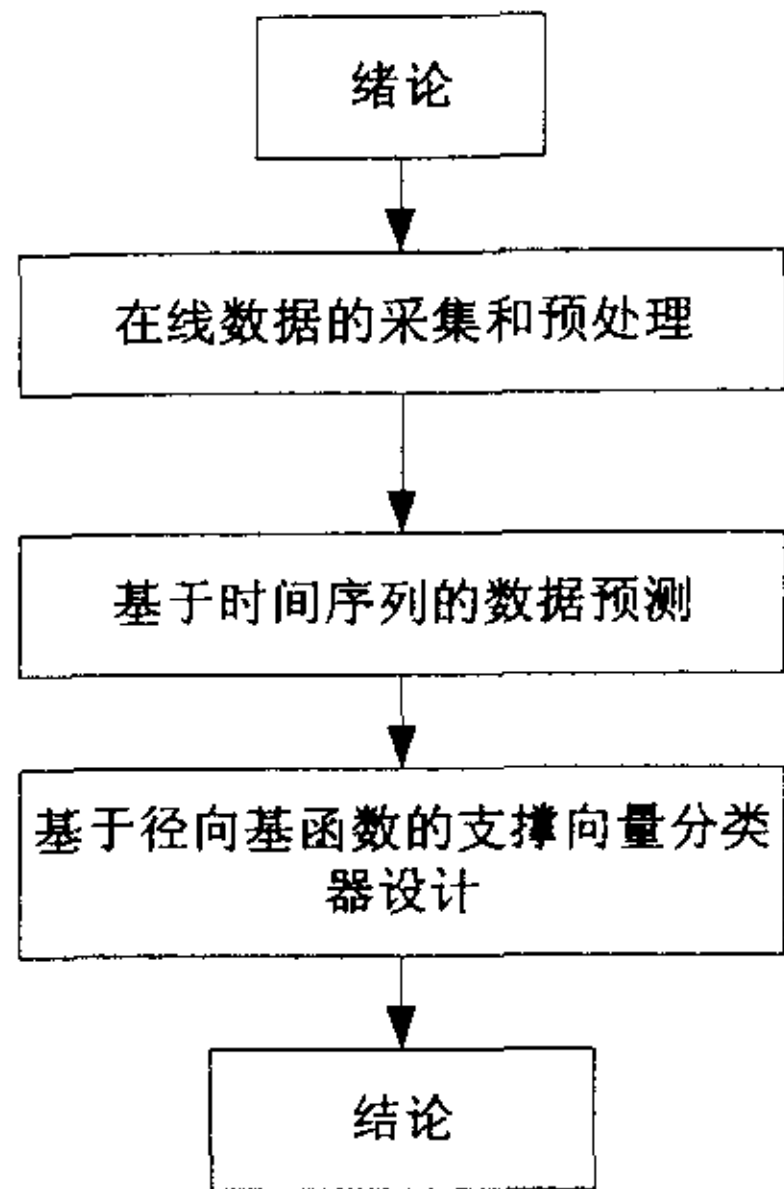 绪论
在线数据的采集和预处理
基于时间序列的数据预测
基于径向基函数的支撑向量分类
器设计
结论